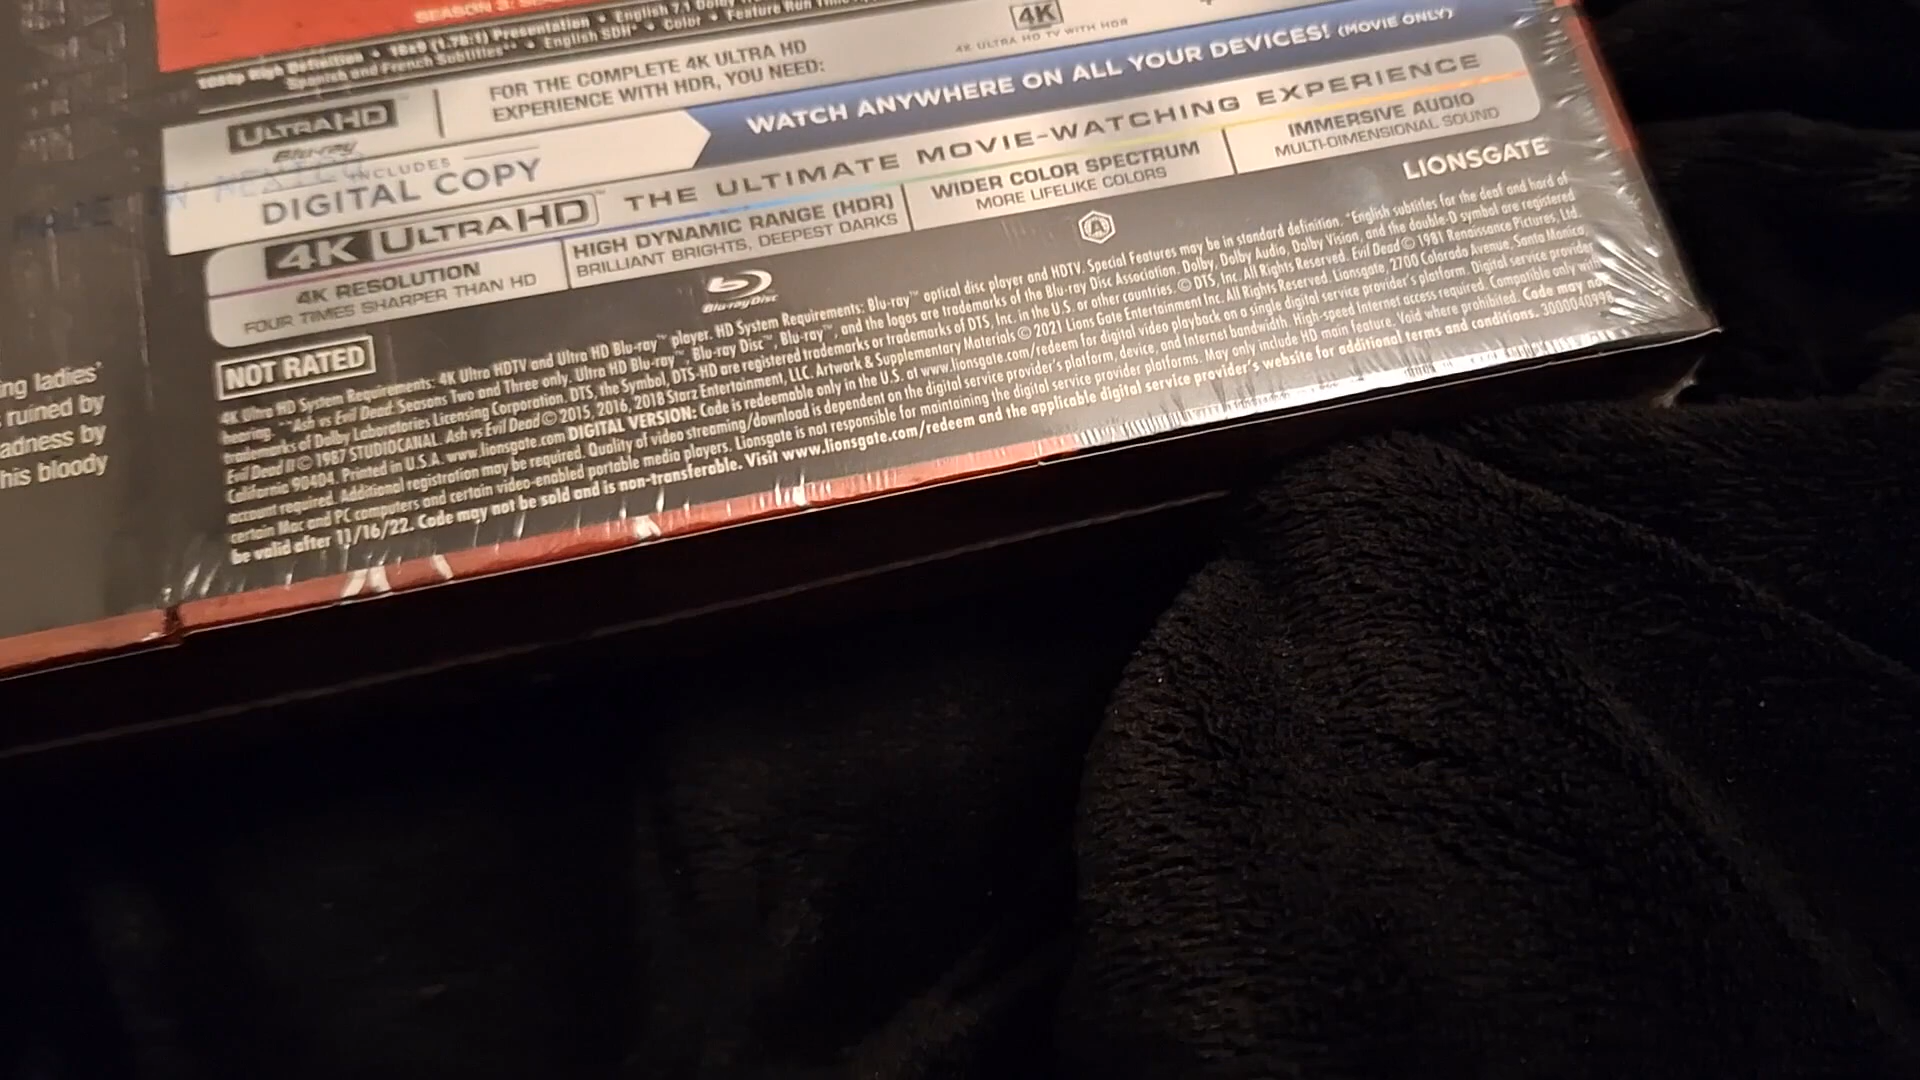 SEASON 3:
1080p High Definition • 16x9 (1.78:1) Presentation • English 7.1 Dolby
Spanish and French Subtitles** • English SDH* • Color • Feature Run Time
ULTRA HD
Blu-ray
FOR THE COMPLETE 4K ULTRA HD
EXPERIENCE WITH HDR, YOU NEED:
4K
4K ULTRA HD TV WITH HDR
INCLUDES
DIGITAL COPY
WATCH ANYWHERE ON ALL YOUR DEVICES! (MOVIE ONLY)
IN MEXICO
4K ULTRA HD™ THE ULTIMATE MOVIE-WATCHING EXPERIENCE
4K RESOLUTION
FOUR TIMES SHARPER THAN HD
HIGH DYNAMIC RANGE (HDR)
BRILLIANT BRIGHTS, DEEPEST DARKS
WIDER COLOR SPECTRUM
MORE LIFELIKE COLORS
IMMERSIVE AUDIO
MULTI-DIMENSIONAL SOUND
Blu-ray Disc
A
LIONSGATE
NOT RATED
4K Ultra HD System Requirements: 4K Ultra HDTV and Ultra HD Blu-ray™ player. HD System Requirements: Blu-ray™ optical disc player and HDTV. Special Features may be in standard definition. *English subtitles for the deaf and hard of
hearing. **Ash vs Evil Dead: Seasons Two and Three only. Ultra HD Blu-ray™, Blu-ray Disc™, Blu-ray™, and the logos are trademarks of the Blu-ray Disc Association. Dolby, Dolby Audio, Dolby Vision, and the double-D symbol are registered
trademarks of Dolby Laboratories Licensing Corporation. DTS, the Symbol, DTS-HD are registered trademarks or trademarks of DTS, Inc. in the U.S. or other countries. © DTS, Inc. All Rights Reserved. Evil Dead © 1981 Renaissance Pictures, Ltd.
Evil Dead II © 1987 STUDIOCANAL. Ash vs Evil Dead © 2015, 2016, 2018 Starz Entertainment, LLC. Artwork & Supplementary Materials © 2021 Lions Gate Entertainment Inc. All Rights Reserved. Lionsgate, 2700 Colorado Avenue, Santa Monica,
California 90404. Printed in U.S.A. www.lionsgate.com DIGITAL VERSION: Code is redeemable only in the U.S. at www.lionsgate.com/redeem for digital video playback on a single digital service provider's platform. Digital service provider
account required. Additional registration may be required. Quality of video streaming/download is dependent on the digital service provider's platform, device, and Internet bandwidth. High-speed Internet access required. Compatible only with
certain Mac and PC computers and certain video-enabled portable media players. Lionsgate is not responsible for maintaining the digital service provider platforms. May only include HD main feature. Void where prohibited. Code may not
be valid after 11/16/22. Code may not be sold and is non-transferable. Visit www.lionsgate.com/redeem and the applicable digital service provider's website for additional terms and conditions. 3000040998
ing ladies'
ruined by
adness by
his bloody